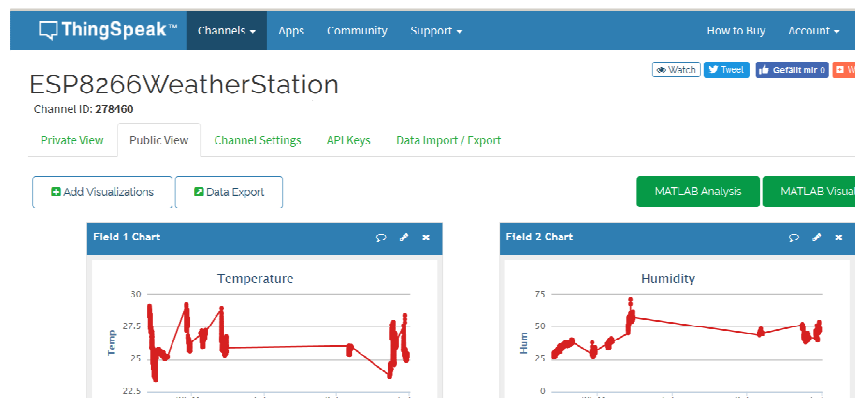 ThingSpeak™ Channels Apps Community Support How to Buy Account
ESP8266WeatherStation
Watch Tweet Gefällt mir 0
Channel ID: 278460
Private View Public View Channel Settings API Keys Data Import / Export
Add Visualizations Data Export MATLAB Analysis MATLAB Visual
Field 1 Chart
Temperature
30
27.5
25
22.5
Temp
Field 2 Chart
Humidity
75
50
25
0
Hum